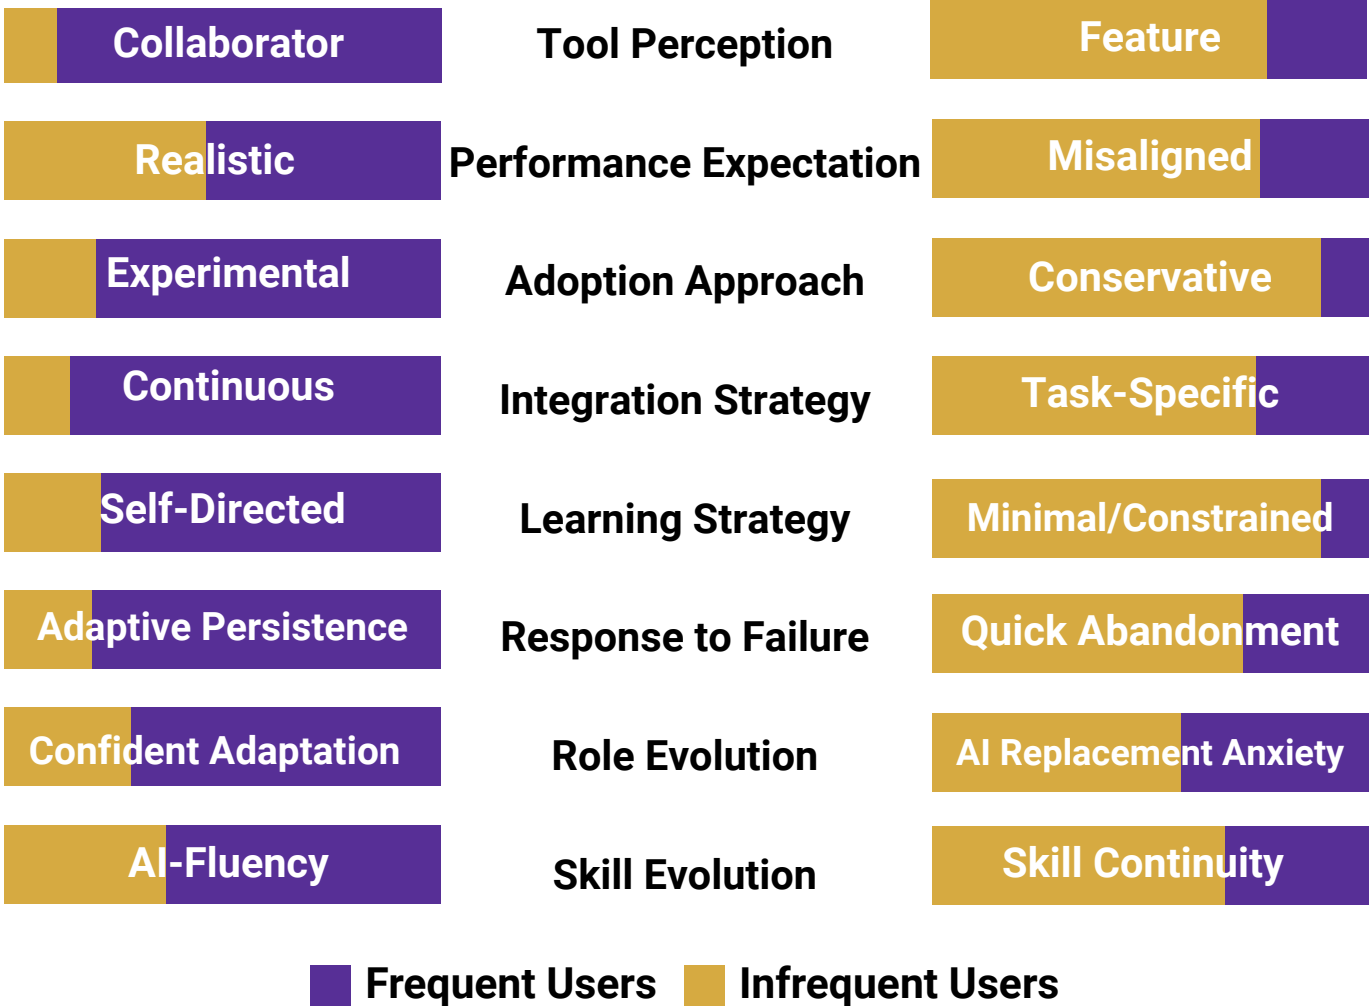 Collaborator Tool Perception Feature
Realistic Performance Expectation Misaligned
Experimental Adoption Approach Conservative
Continuous Integration Strategy Task-Specific
Self-Directed Learning Strategy Minimal/Constrained
Adaptive Persistence Response to Failure Quick Abandonment
Confident Adaptation Role Evolution AI Replacement Anxiety
AI-Fluency Skill Evolution Skill Continuity
Frequent Users Infrequent Users